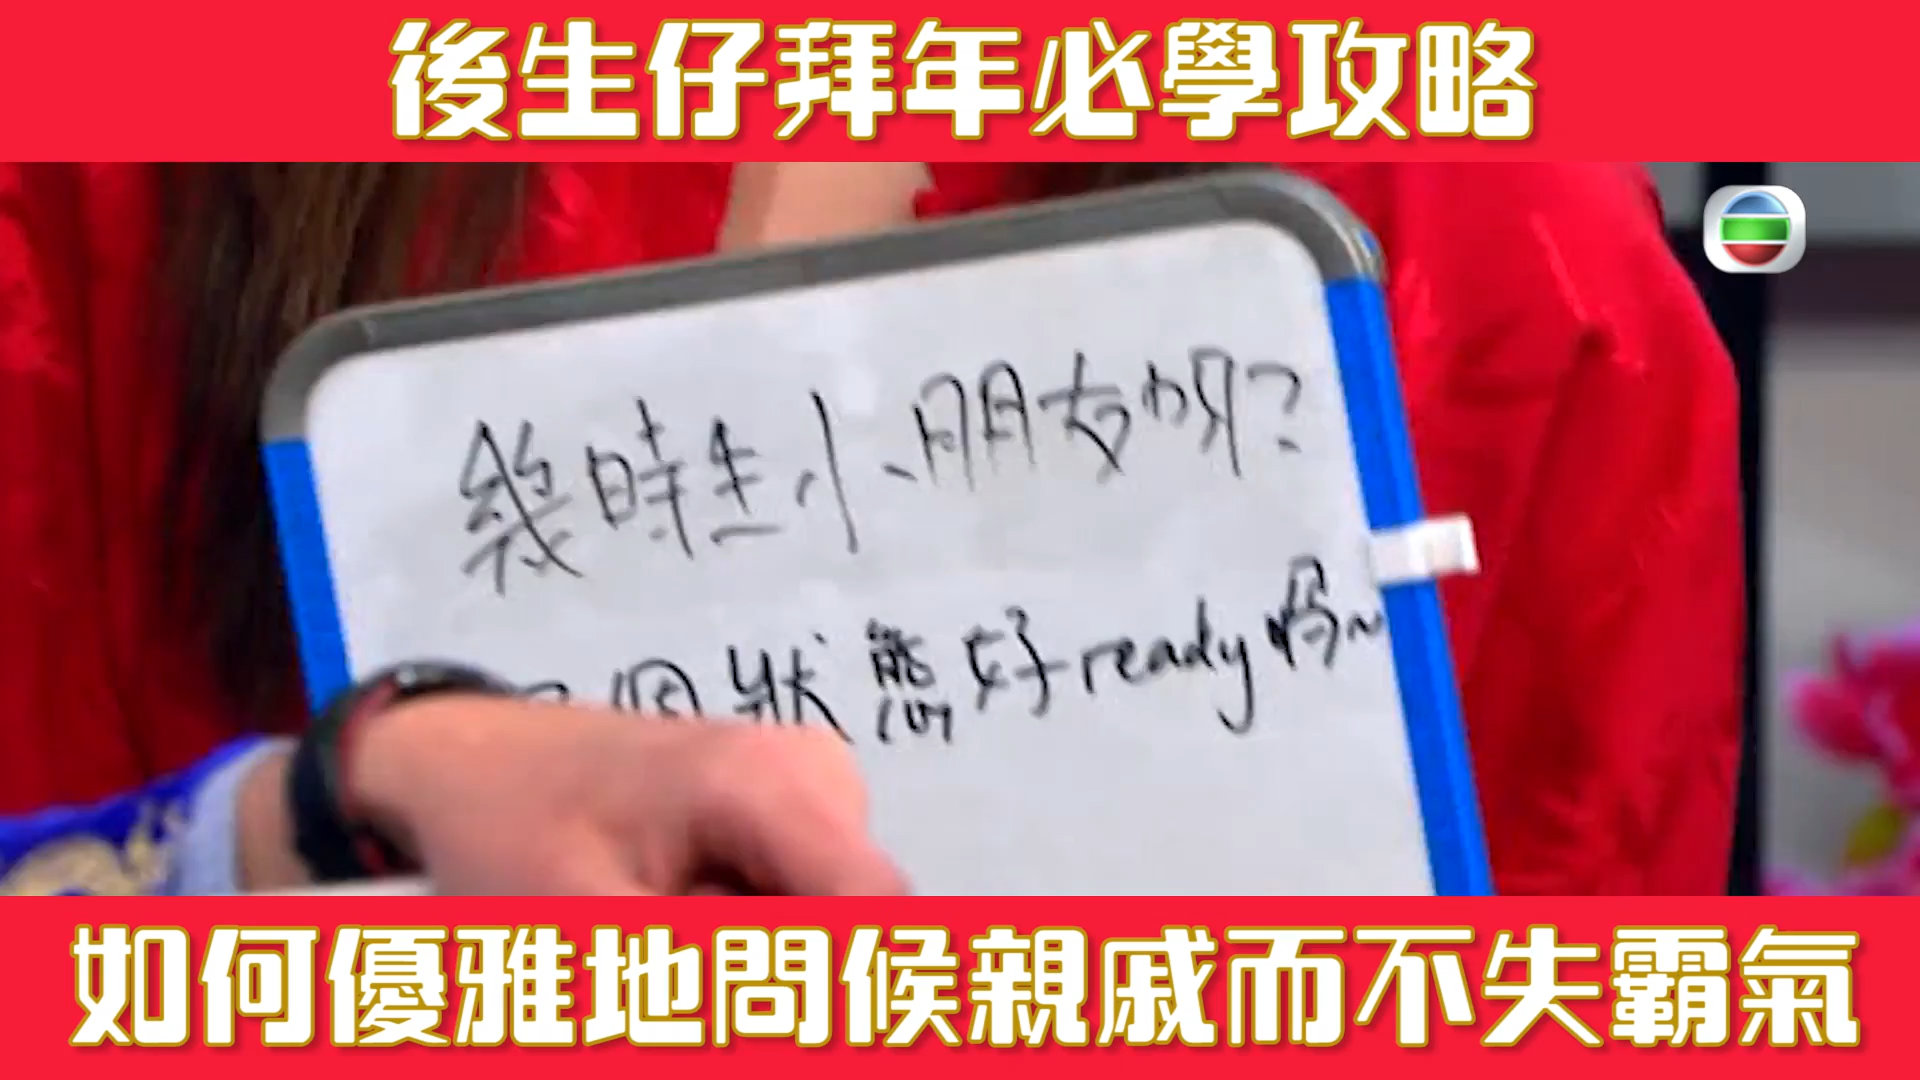 後生仔拜年必學攻略
幾時生小朋友呀?
個狀態好ready
如何優雅地問候親戚而不失霸氣